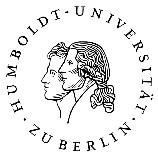 HUMBOLDT-UNIVERSITÄT · ZU BERLIN ·